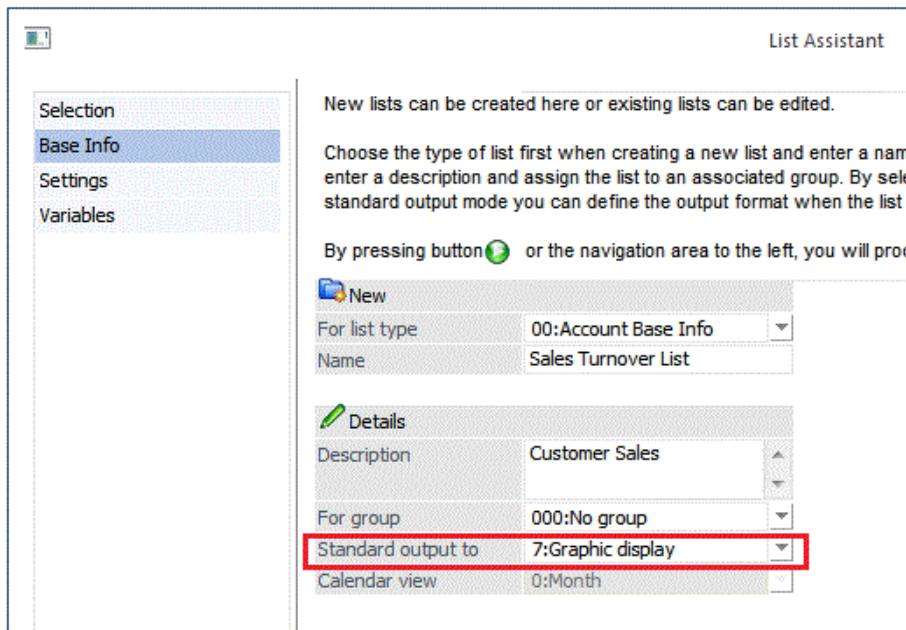 List Assistant
Selection
Base Info
Settings
Variables
New lists can be created here or existing lists can be edited.
Choose the type of list first when creating a new list and enter a nam
enter a description and assign the list to an associated group. By sele
standard output mode you can define the output format when the list
By pressing button or the navigation area to the left, you will proc
New
For list type 00:Account Base Info
Name Sales Turnover List
Details
Description Customer Sales
For group 000:No group
Standard output to 7:Graphic display
Calendar view 0:Month